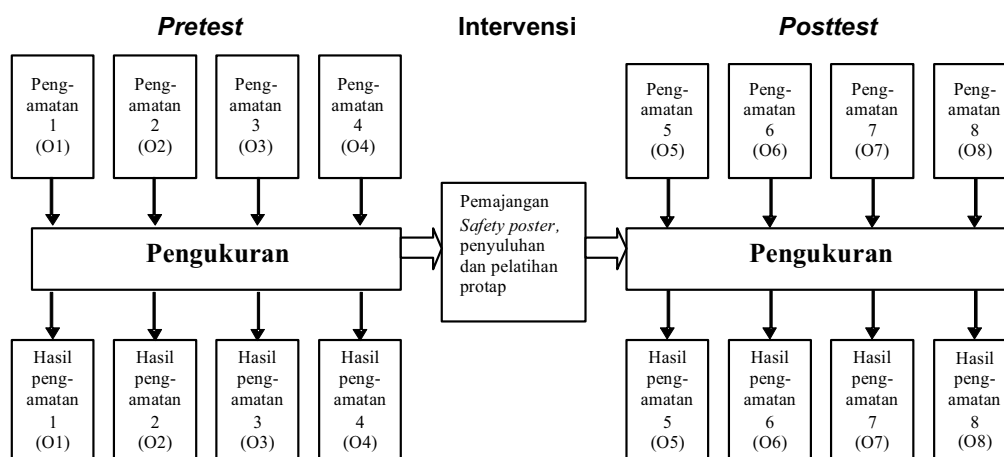 Pretest
Intervensi
Posttest
Peng-
amatan
1
(O1)
Peng-
amatan
2
(O2)
Peng-
amatan
3
(O3)
Peng-
amatan
4
(O4)
Peng-
amatan
5
(O5)
Peng-
amatan
6
(O6)
Peng-
amatan
7
(O7)
Peng-
amatan
8
(O8)
Pengukuran
Pemajangan
Safety poster,
penyuluhan
dan pelatihan
protap
Pengukuran
Hasil
peng-
amatan
1
(O1)
Hasil
peng-
amatan
2
(O2)
Hasil
peng-
amatan
3
(O3)
Hasil
peng-
amatan
4
(O4)
Hasil
peng-
amatan
5
(O5)
Hasil
peng-
amatan
6
(O6)
Hasil
peng-
amatan
7
(O7)
Hasil
peng-
amatan
8
(O8)